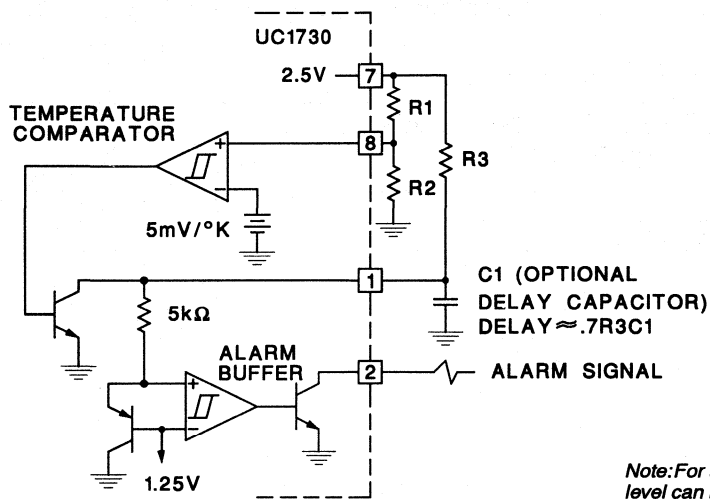 UC1730
2.5V
7
R1
TEMPERATURE
COMPARATOR
+
8
R3
R2
−
5mV/°K
1
C1 (OPTIONAL
DELAY CAPACITOR)
DELAY≈.7R3C1
5kΩ
ALARM
BUFFER
2
ALARM SIGNAL
+
−
1.25V
Note:For
level can